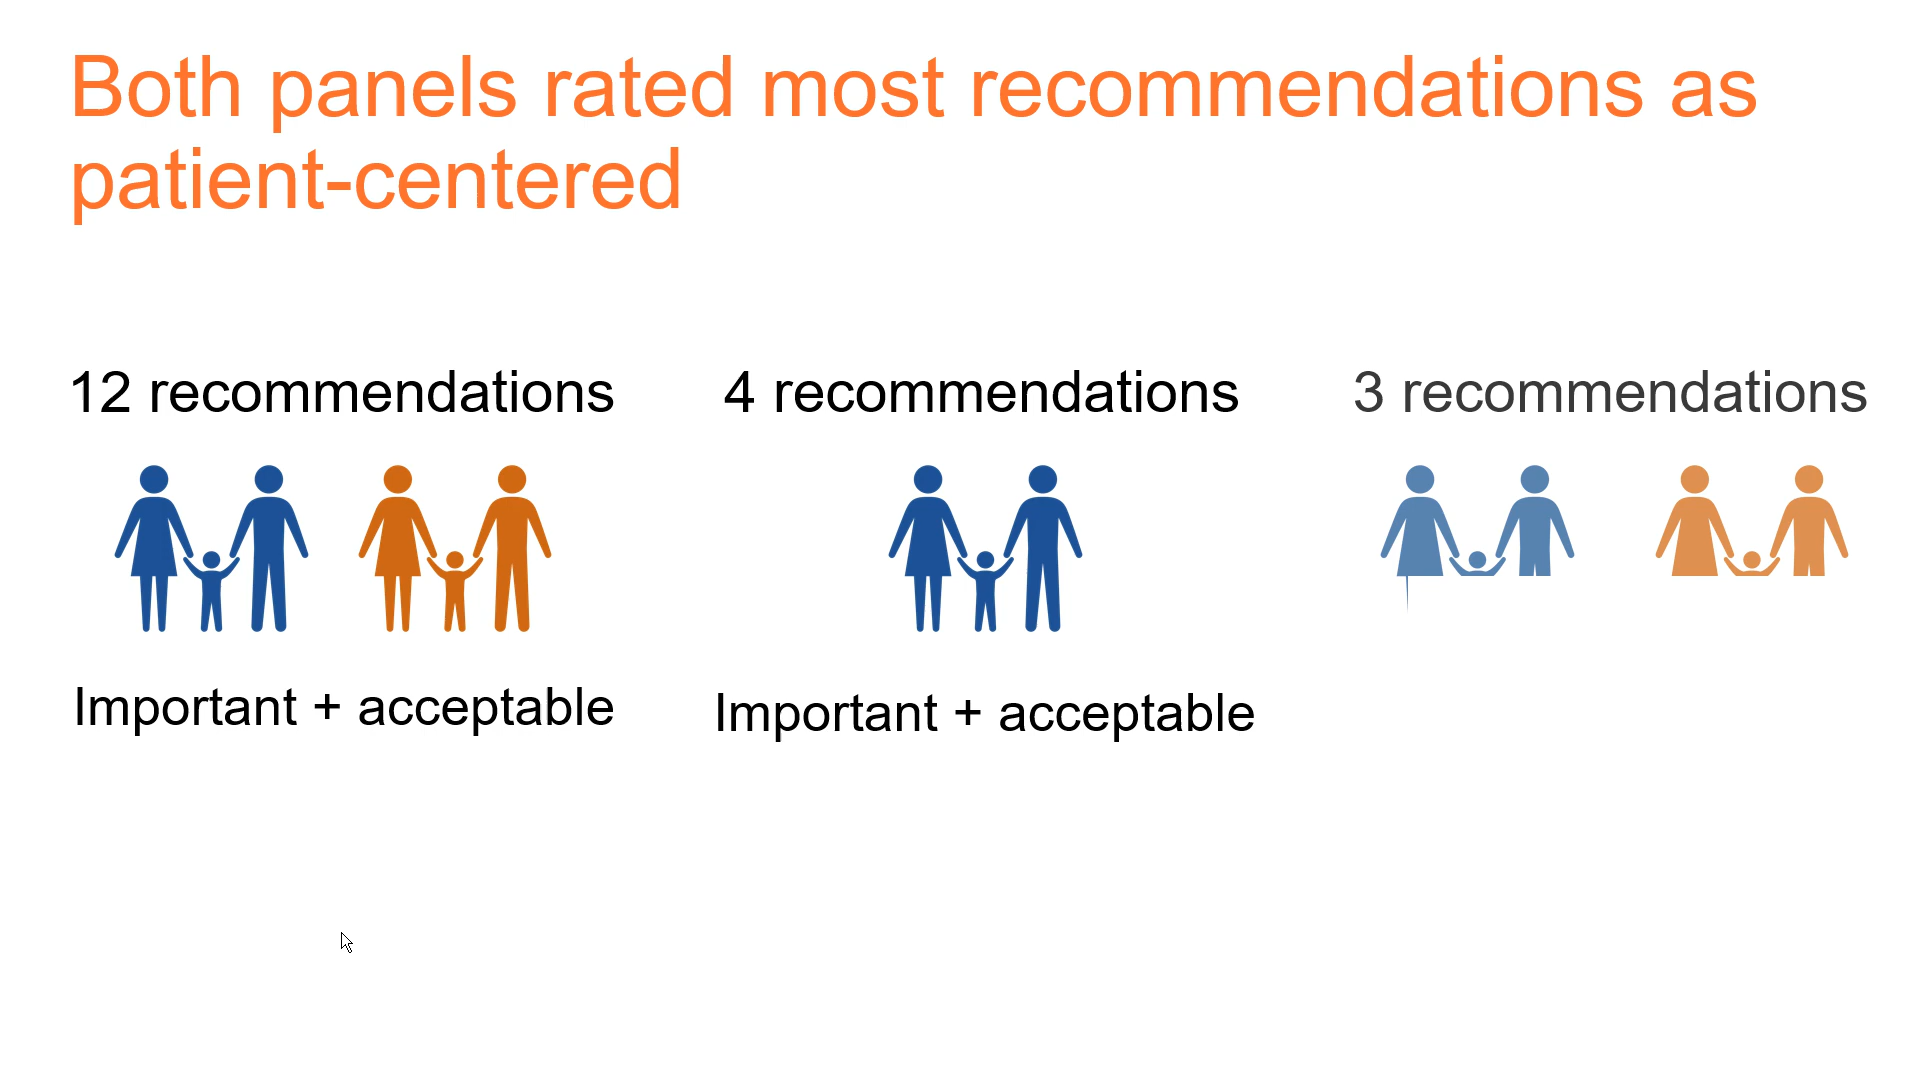 Both panels rated most recommendations as
patient-centered
12 recommendations
4 recommendations
3 recommendations
Important + acceptable
Important + acceptable